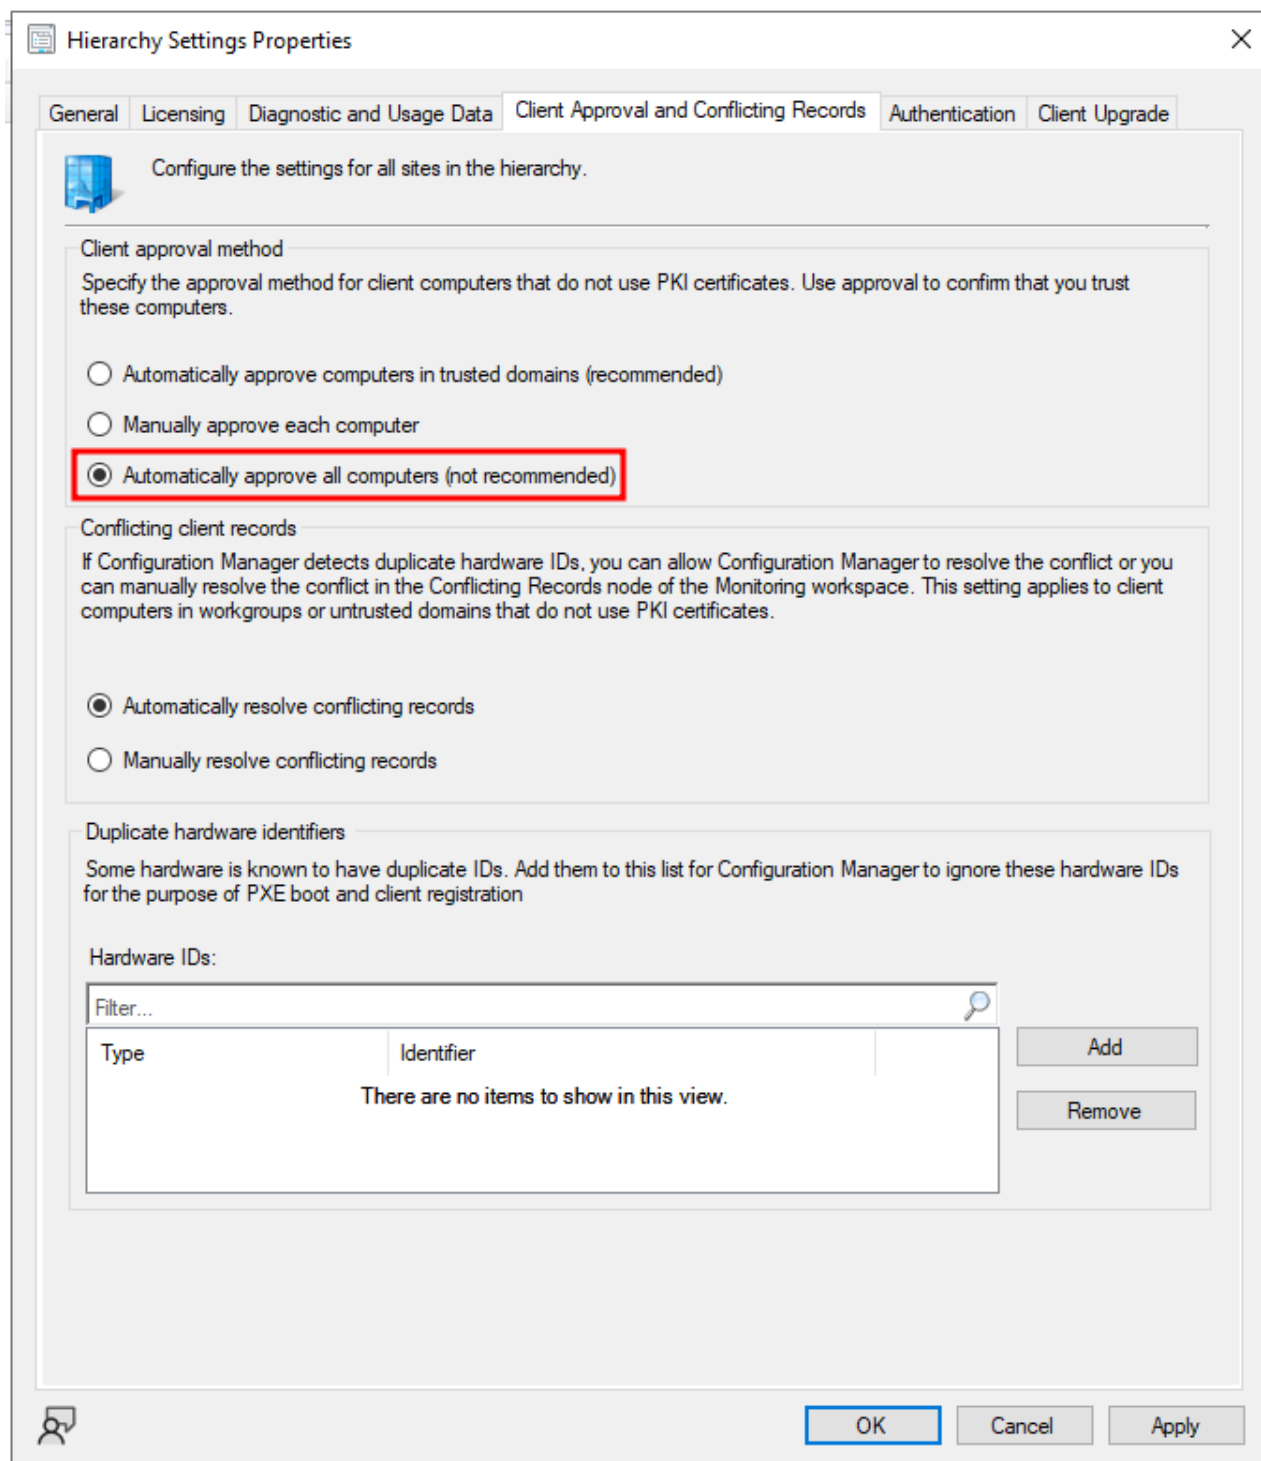 Hierarchy Settings Properties
General Licensing Diagnostic and Usage Data Client Approval and Conflicting Records Authentication Client Upgrade
Configure the settings for all sites in the hierarchy.
Client approval method
Specify the approval method for client computers that do not use PKI certificates. Use approval to confirm that you trust
these computers.
Automatically approve computers in trusted domains (recommended)
Manually approve each computer
Automatically approve all computers (not recommended)
Conflicting client records
If Configuration Manager detects duplicate hardware IDs, you can allow Configuration Manager to resolve the conflict or you
can manually resolve the conflict in the Conflicting Records node of the Monitoring workspace. This setting applies to client
computers in workgroups or untrusted domains that do not use PKI certificates.
Automatically resolve conflicting records
Manually resolve conflicting records
Duplicate hardware identifiers
Some hardware is known to have duplicate IDs. Add them to this list for Configuration Manager to ignore these hardware IDs
for the purpose of PXE boot and client registration
Hardware IDs:
Filter...
Type Identifier
There are no items to show in this view.
Add
Remove
OK Cancel Apply